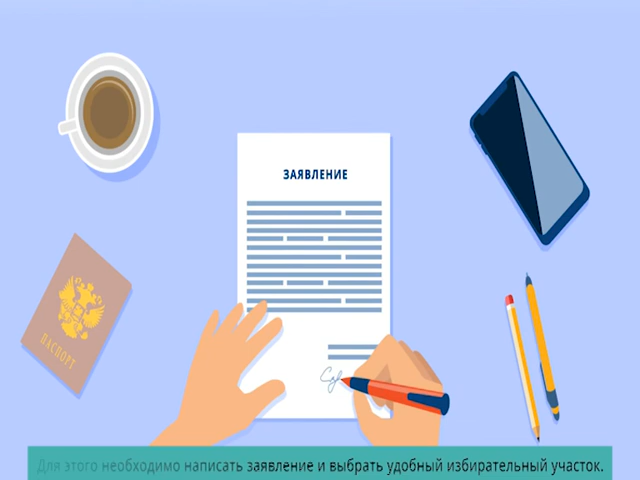 ЗАЯВЛЕНИЕ
ПАСПОРТ
Для этого необходимо написать заявление и выбрать удобный избирательный участок.